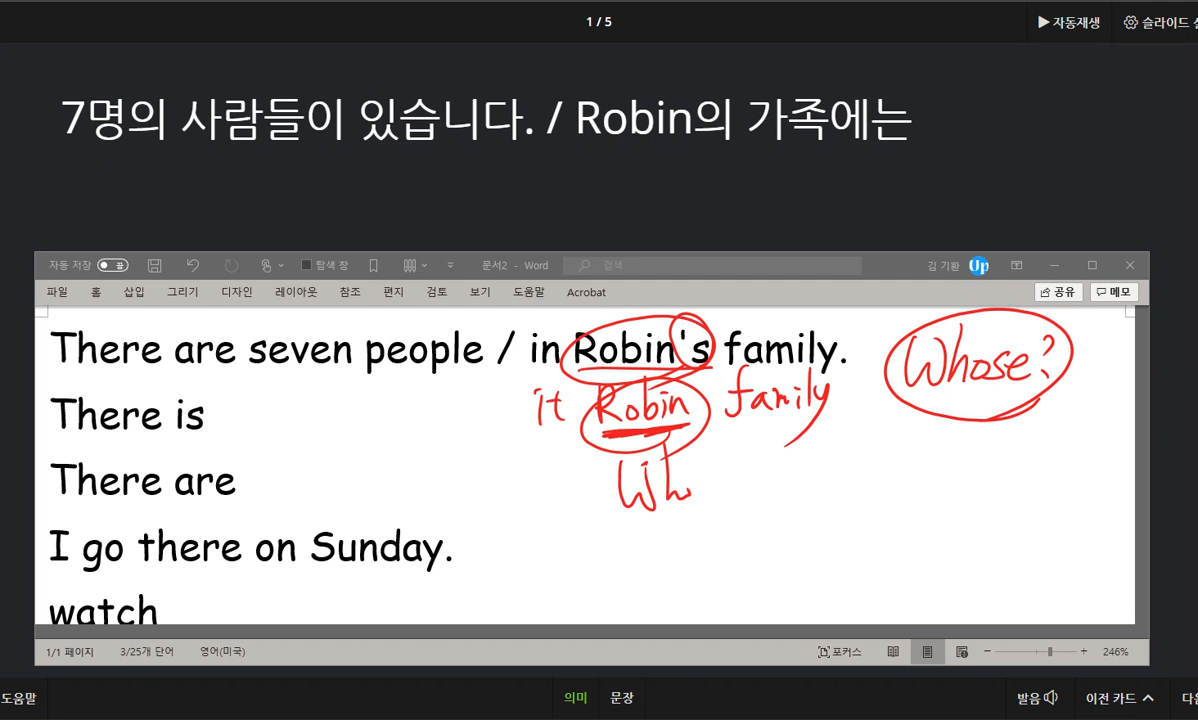 1 / 5
▶ 자동재생
슬라이드
7명의 사람들이 있습니다. / Robin의 가족에는
자동 저장 끔
탐색 창
문서2 - Word
검색
김 기환
Up
파일 홈 삽입 그리기 디자인 레이아웃 참조 편지 검토 보기 도움말 Acrobat
공유
메모
There are seven people / in Robin's family.
Whose?
it Robin family
There is
Who
There are
I go there on Sunday.
watch
1/1 페이지 3/25개 단어 영어(미국)
포커스
246%
도움말
의미
문장
발음
이전 카드